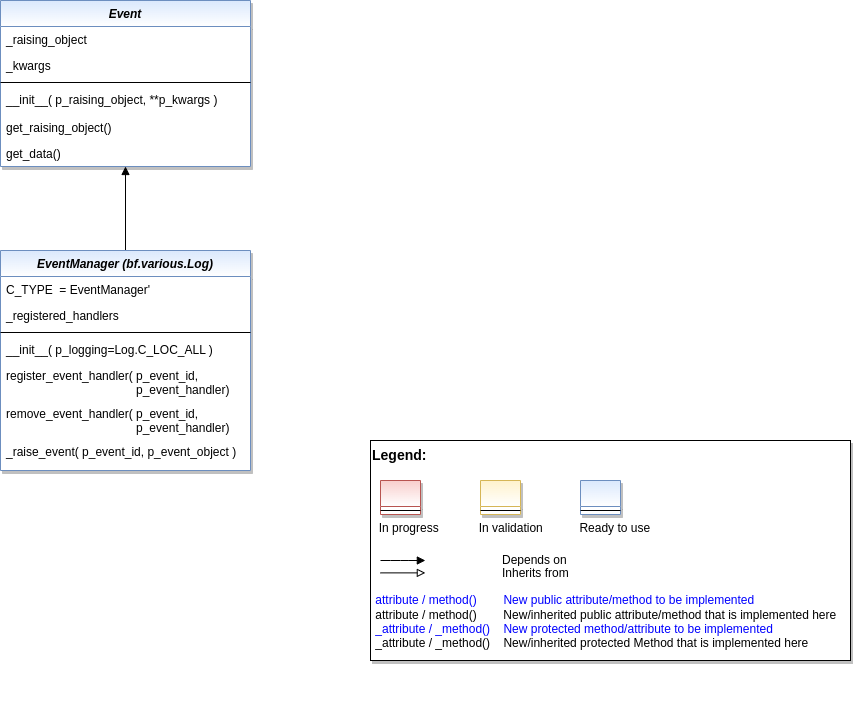 Event
_raising_object
_kwargs
__init__( p_raising_object, **p_kwargs )
get_raising_object()
get_data()
EventManager (bf.various.Log)
C_TYPE  = EventManager'
_registered_handlers
__init__( p_logging=Log.C_LOC_ALL )
register_event_handler( p_event_id,
p_event_handler)
remove_event_handler( p_event_id,
p_event_handler)
_raise_event( p_event_id, p_event_object )
Legend:
In progress In validation Ready to use
Depends on
Inherits from
attribute / method() New public attribute/method to be implemented
attribute / method() New/inherited public attribute/method that is implemented here
_attribute / _method() New protected method/attribute to be implemented
_attribute / _method() New/inherited protected Method that is implemented here